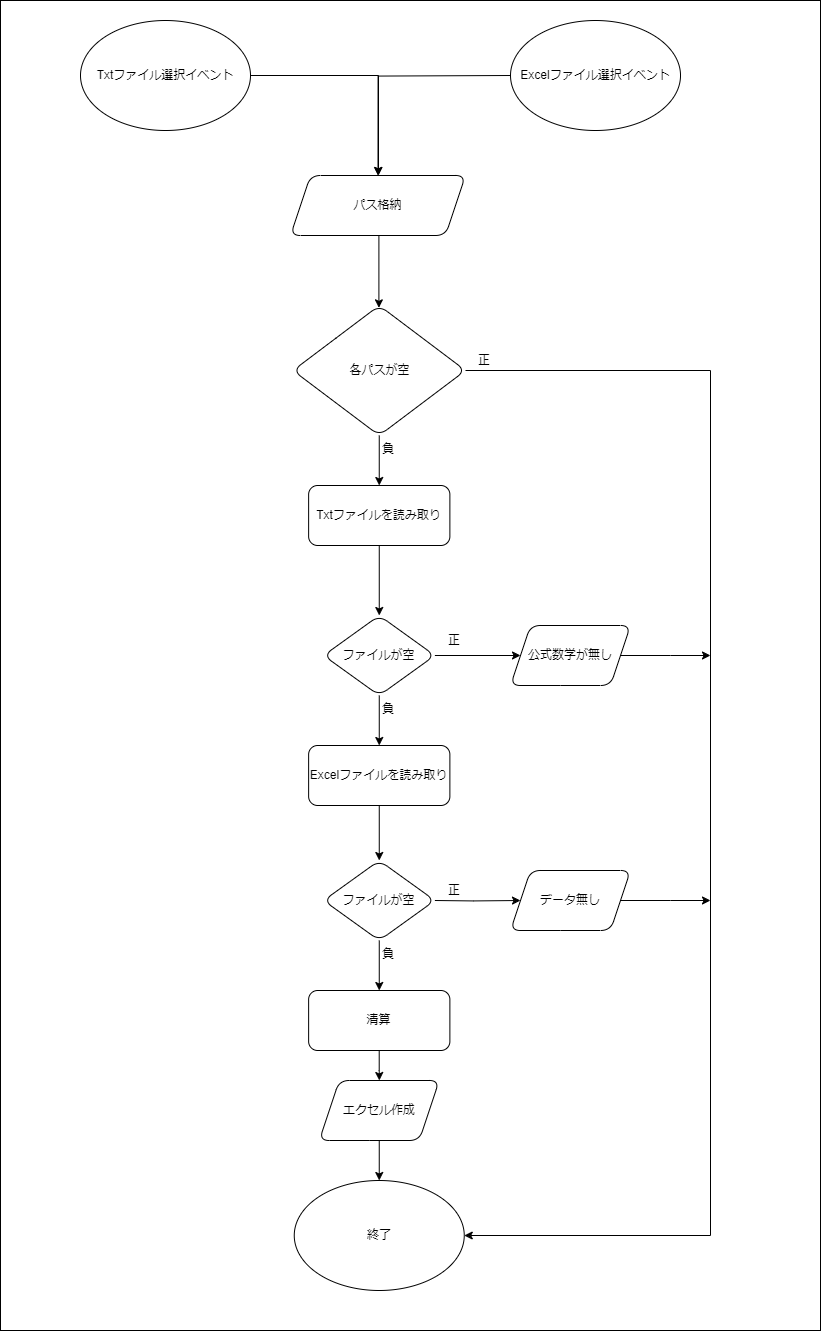 Txtファイル選択イベント
Excelファイル選択イベント
パス格納
各パスが空
正
負
Txtファイルを読み取り
ファイルが空
正
公式数学が無し
負
Excelファイルを読み取り
ファイルが空
正
データ無し
負
清算
エクセル作成
終了